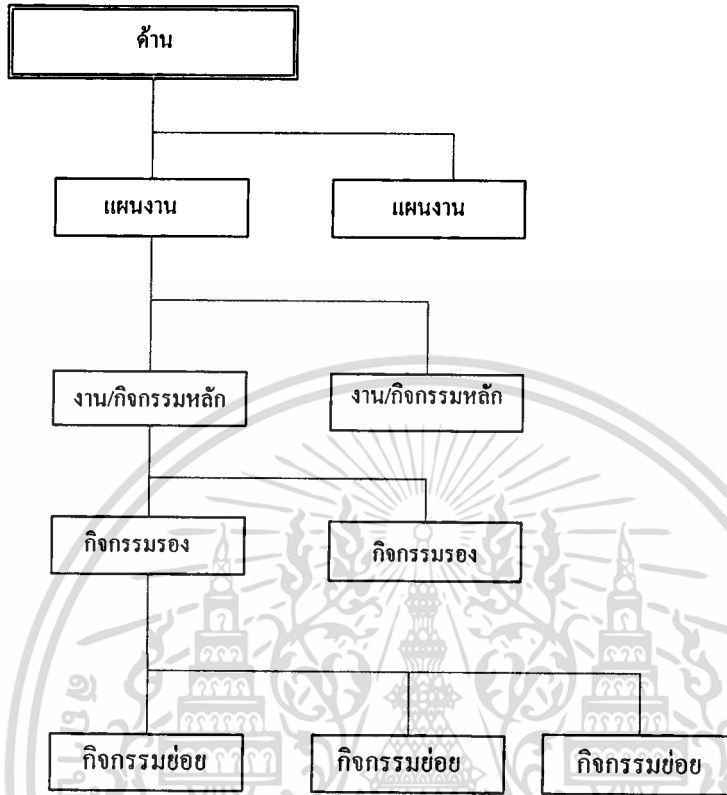 ด้าน
แผนงาน
แผนงาน
งาน/กิจกรรมหลัก
งาน/กิจกรรมหลัก
กิจกรรมรอง
กิจกรรมรอง
กิจกรรมย่อย
กิจกรรมย่อย
กิจกรรมย่อย